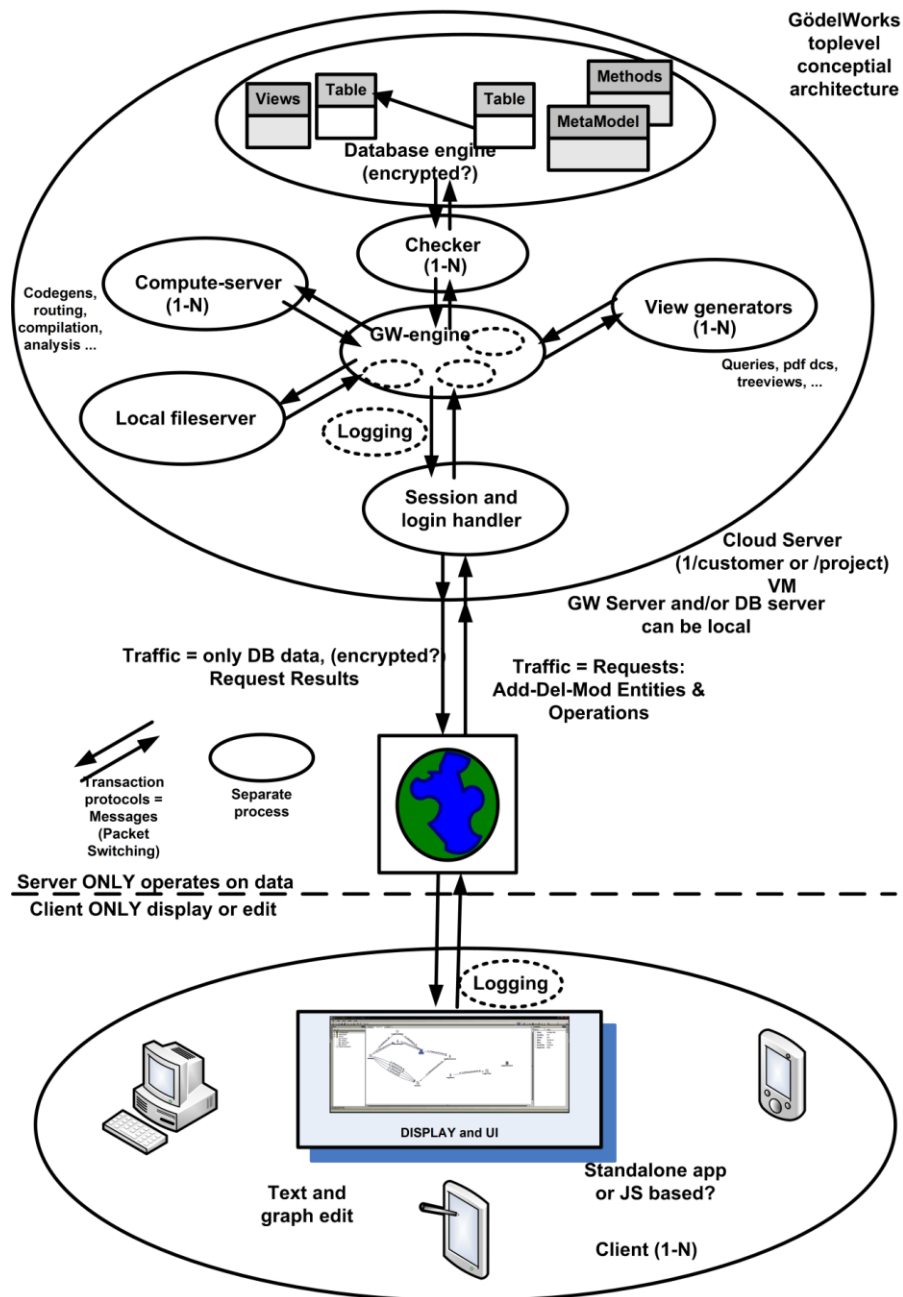 GödelWorks
toplevel
conceptial
architecture
Views
Table
Table
Methods
MetaModel
Database engine
(encrypted?)
Checker
(1-N)
Compute-server
(1-N)
Codegens,
routing,
compilation,
analysis ...
GW-engine
View generators
(1-N)
Queries, pdf dcs,
treeviews, ...
Local fileserver
Logging
Session and
login handler
Cloud Server
(1/customer or /project)
VM
GW Server and/or DB server
can be local
Traffic = only DB data, (encrypted?)
Request Results
Traffic = Requests:
Add-Del-Mod Entities &
Operations
Transaction
protocols =
Messages
(Packet
Switching)
Separate
process
Server ONLY operates on data
Client ONLY display or edit
Logging
DISPLAY and UI
Text and
graph edit
Standalone app
or JS based?
Client (1-N)